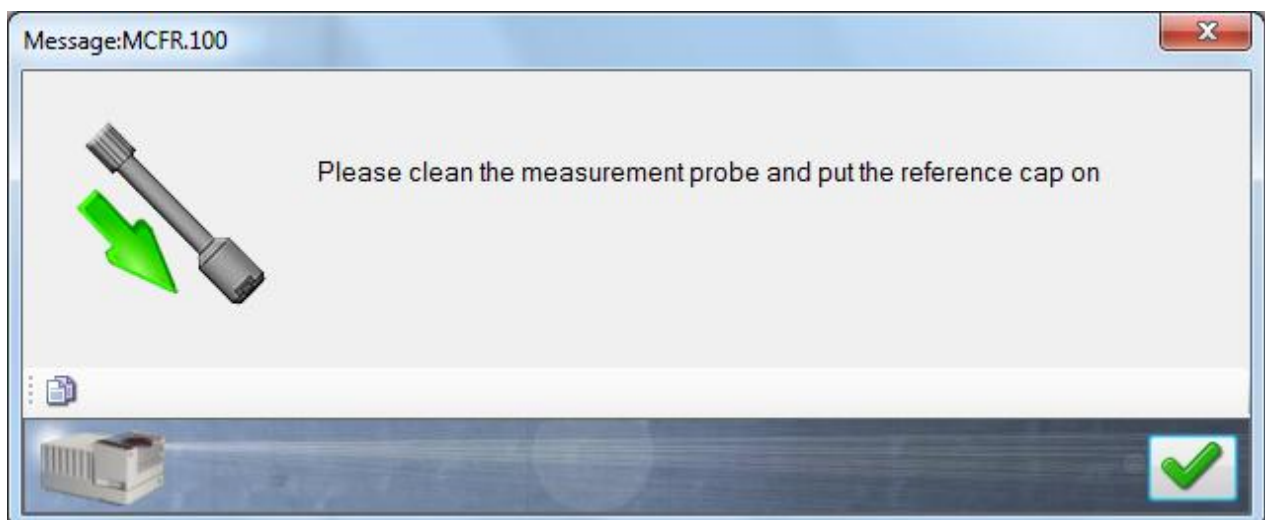 Message:MCFR.100
Please clean the measurement probe and put the reference cap on